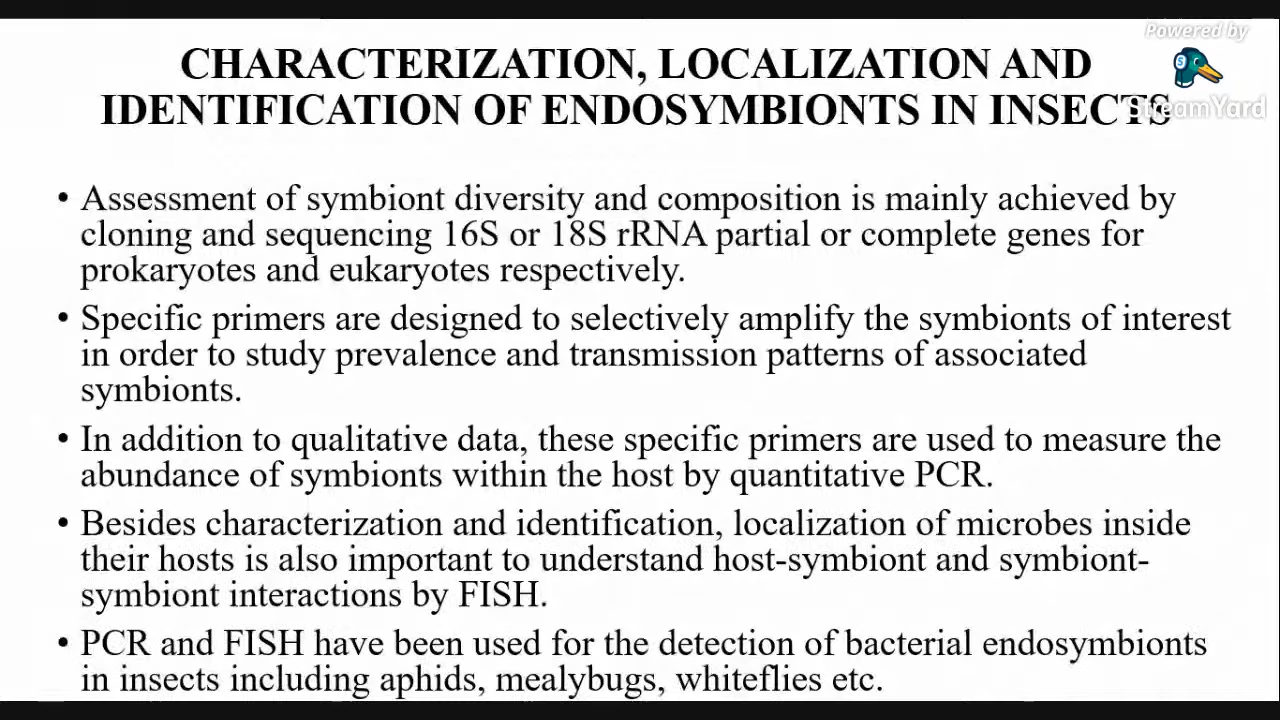 Powered by
StreamYard
CHARACTERIZATION, LOCALIZATION AND
IDENTIFICATION OF ENDOSYMBIONTS IN INSECTS
• Assessment of symbiont diversity and composition is mainly achieved by
cloning and sequencing 16S or 18S rRNA partial or complete genes for
prokaryotes and eukaryotes respectively.
• Specific primers are designed to selectively amplify the symbionts of interest
in order to study prevalence and transmission patterns of associated
symbionts.
• In addition to qualitative data, these specific primers are used to measure the
abundance of symbionts within the host by quantitative PCR.
• Besides characterization and identification, localization of microbes inside
their hosts is also important to understand host-symbiont and symbiont-
symbiont interactions by FISH.
• PCR and FISH have been used for the detection of bacterial endosymbionts
in insects including aphids, mealybugs, whiteflies etc.